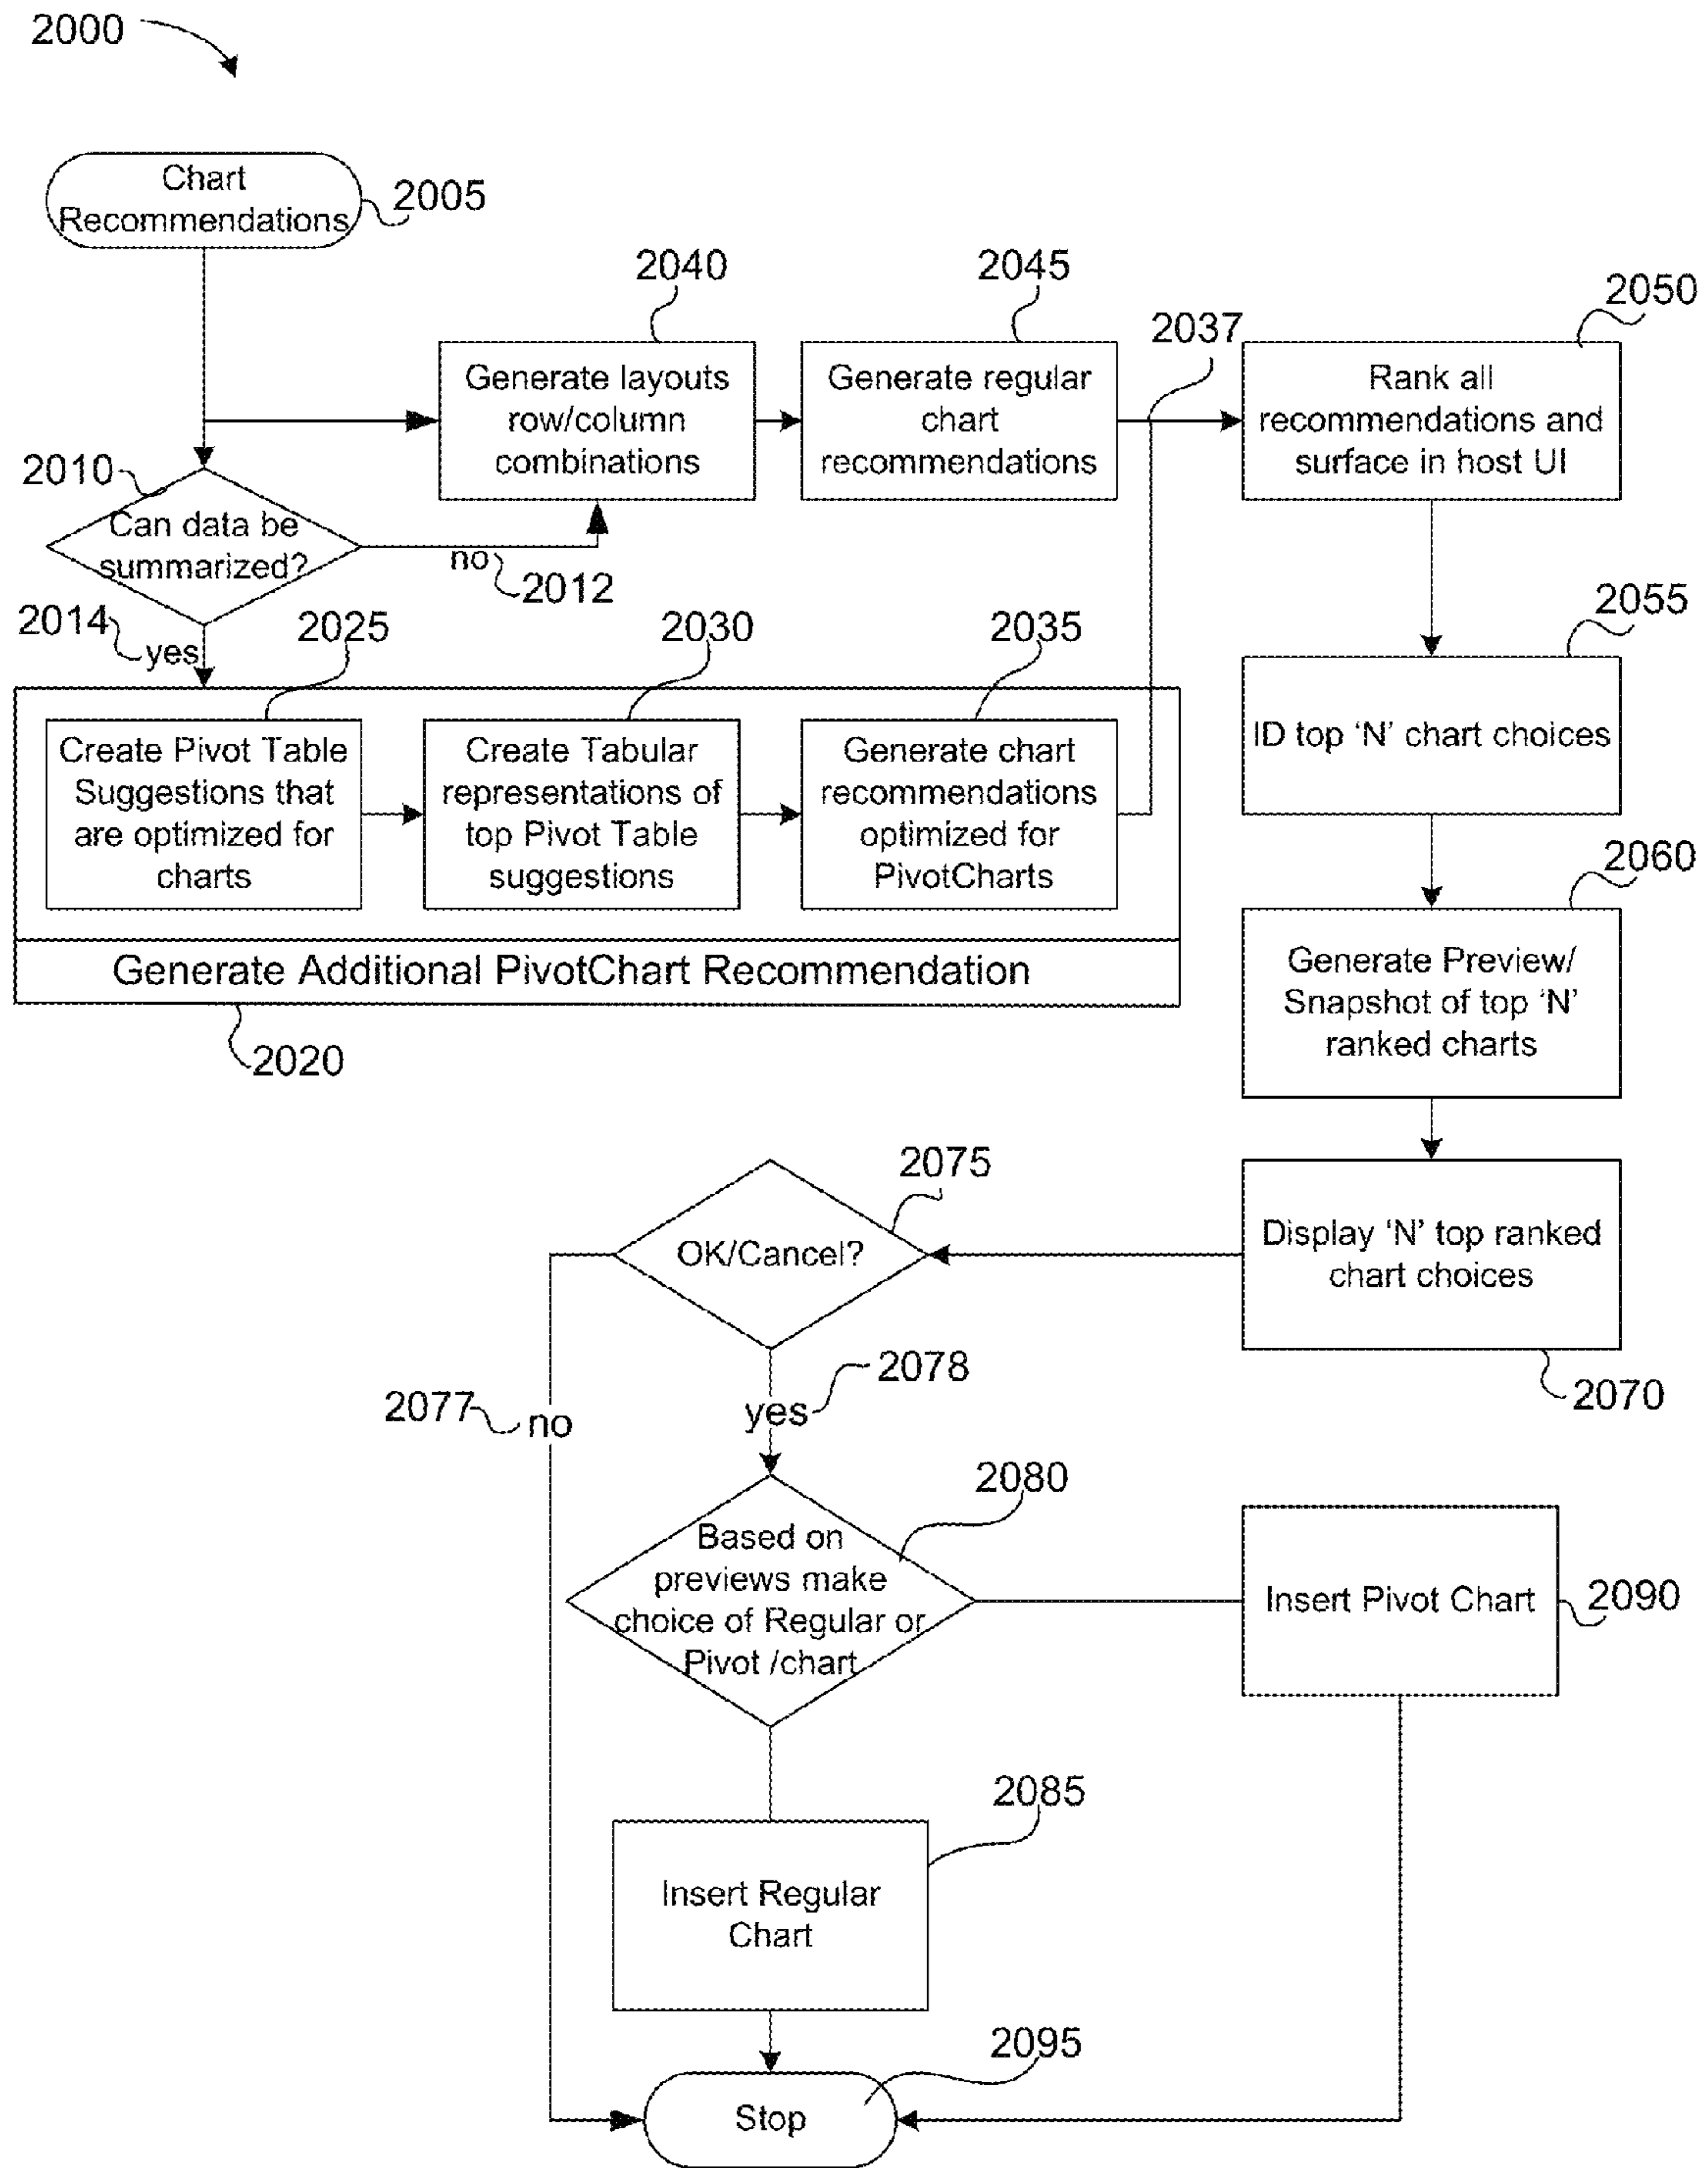 2000
Chart
Recommendations
2005
2040
2045
2037
2050
Generate layouts
row/column
combinations
Generate regular
chart
recommendations
Rank all
recommendations and
surface in host UI
2010
Can data be
summarized?
no
2012
2014
yes
2025
2030
2035
2055
Create Pivot Table
Suggestions that
are optimized for
charts
Create Tabular
representations of
top Pivot Table
suggestions
Generate chart
recommendations
optimized for
PivotCharts
ID top ‘N’ chart choices
Generate Additional PivotChart Recommendation
2020
2060
Generate Preview/
Snapshot of top ‘N’
ranked charts
2075
OK/Cancel?
Display ‘N’ top ranked
chart choices
2070
2077
no
yes
2078
2080
Based on
previews make
choice of Regular or
Pivot /chart
Insert Pivot Chart
2090
2085
Insert Regular
Chart
2095
Stop